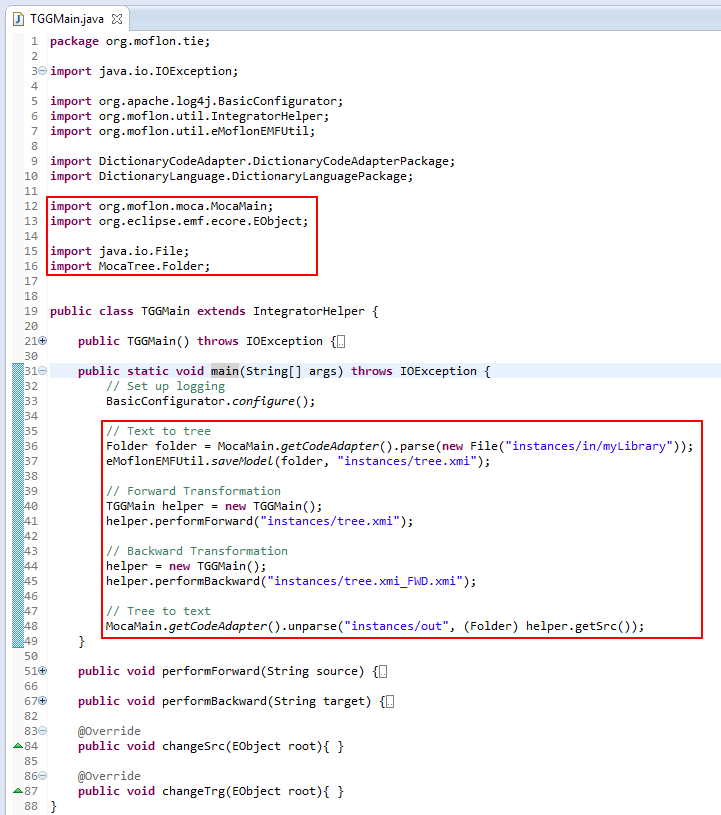 TGGMain.java
1 package org.moflon.tie;
2
3 import java.io.IOException;
4
5 import org.apache.log4j.BasicConfigurator;
6 import org.moflon.util.IntegratorHelper;
7 import org.moflon.util.eMoflonEMFUtil;
8
9 import DictionaryCodeAdapter.DictionaryCodeAdapterPackage;
10 import DictionaryLanguage.DictionaryLanguagePackage;
11
12 import org.moflon.moca.MocaMain;
13 import org.eclipse.emf.ecore.EObject;
14
15 import java.io.File;
16 import MocaTree.Folder;
17
18
19 public class TGGMain extends IntegratorHelper {
20
21 public TGGMain() throws IOException {..
30
31 public static void main(String[] args) throws IOException {
32 // Set up logging
33 BasicConfigurator.configure();
34
35 // Text to tree
36 Folder folder = MocaMain.getCodeAdapter().parse(new File("instances/in/myLibrary"));
37 eMoflonEMFUtil.saveModel(folder, "instances/tree.xmi");
38
39 // Forward Transformation
40 TGGMain helper = new TGGMain();
41 helper.performForward("instances/tree.xmi");
42
43 // Backward Transformation
44 helper = new TGGMain();
45 helper.performBackward("instances/tree.xmi_FWD.xmi");
46
47 // Tree to text
48 MocaMain.getCodeAdapter().unparse("instances/out", (Folder) helper.getSrc());
49 }
50
51 public void performForward(String source) {..
66
67 public void performBackward(String target) {..
82
83 @Override
84 public void changeSrc(EObject root){ }
85
86 @Override
87 public void changeTrg(EObject root){ }
88 }